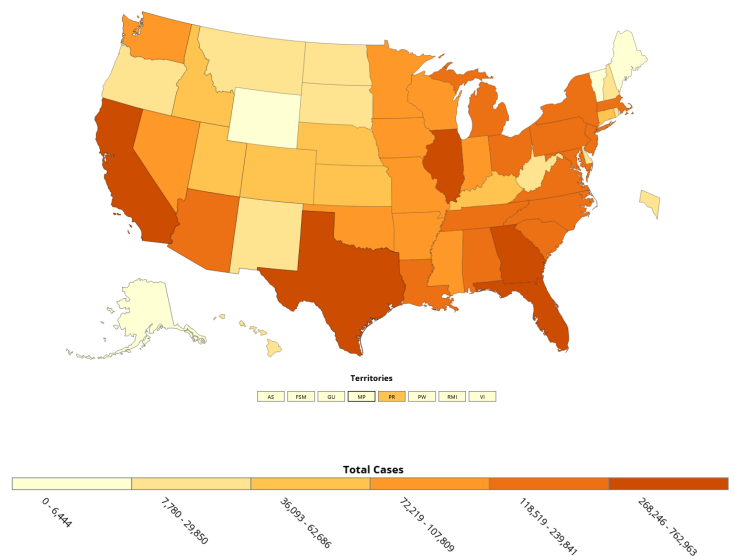 Territories
AS FSM GU MP PR PW RMI VI
Total Cases
0 - 6,444
7,780 - 29,850
36,093 - 62,686
72,219 - 107,809
118,519 - 239,841
268,246 - 762,963